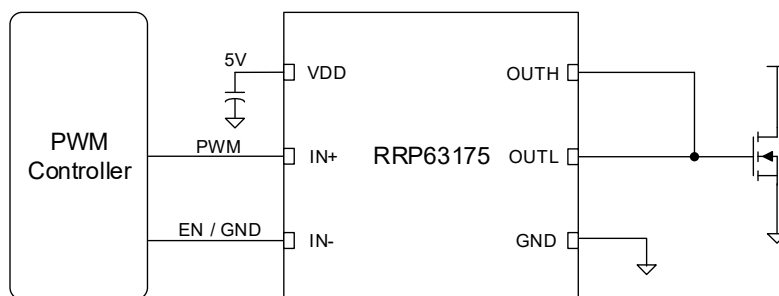 5V
VDD
OUTH
PWM
Controller
PWM
IN+
RRP63175
OUTL
EN / GND
IN-
GND